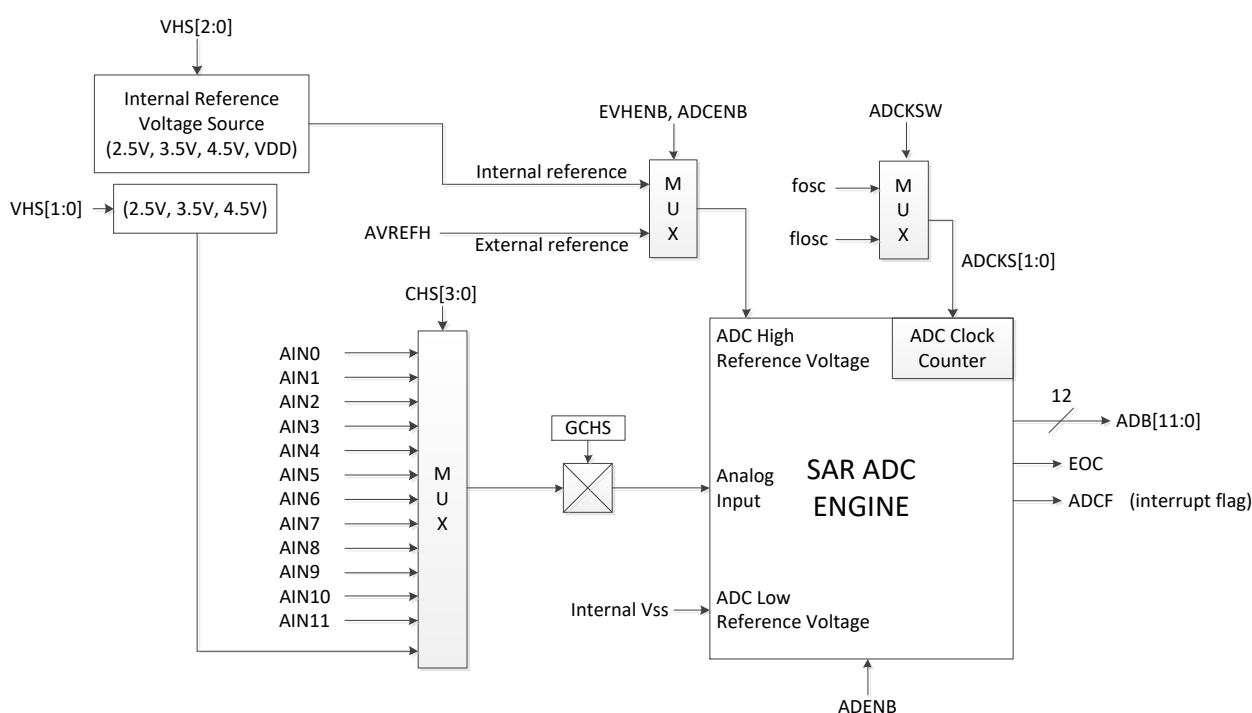 VHS[2:0]
Internal Reference
Voltage Source
(2.5V, 3.5V, 4.5V, VDD)
VHS[1:0]
(2.5V, 3.5V, 4.5V)
EVHENB, ADCENB
Internal reference
AVREFH
External reference
M
U
X
ADCKSW
fosc
flosc
M
U
X
ADCKS[1:0]
CHS[3:0]
AIN0
AIN1
AIN2
AIN3
AIN4
AIN5
AIN6
AIN7
AIN8
AIN9
AIN10
AIN11
M
U
X
GCHS
ADC High
Reference Voltage
ADC Clock
Counter
Analog
Input
SAR ADC
ENGINE
Internal Vss
ADC Low
Reference Voltage
12
ADB[11:0]
EOC
ADCF (interrupt flag)
ADENB